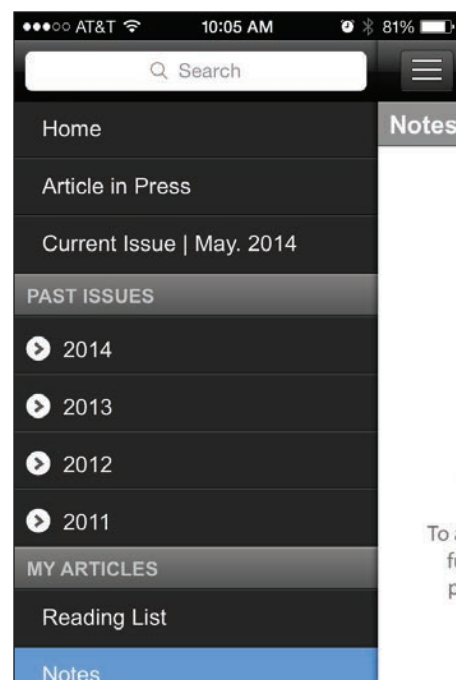 AT&T 10:05 AM 81%
Search
Home
Notes
Article in Press
Current Issue | May. 2014
PAST ISSUES
2014
2013
2012
2011
To
MY ARTICLES
Reading List
Notes